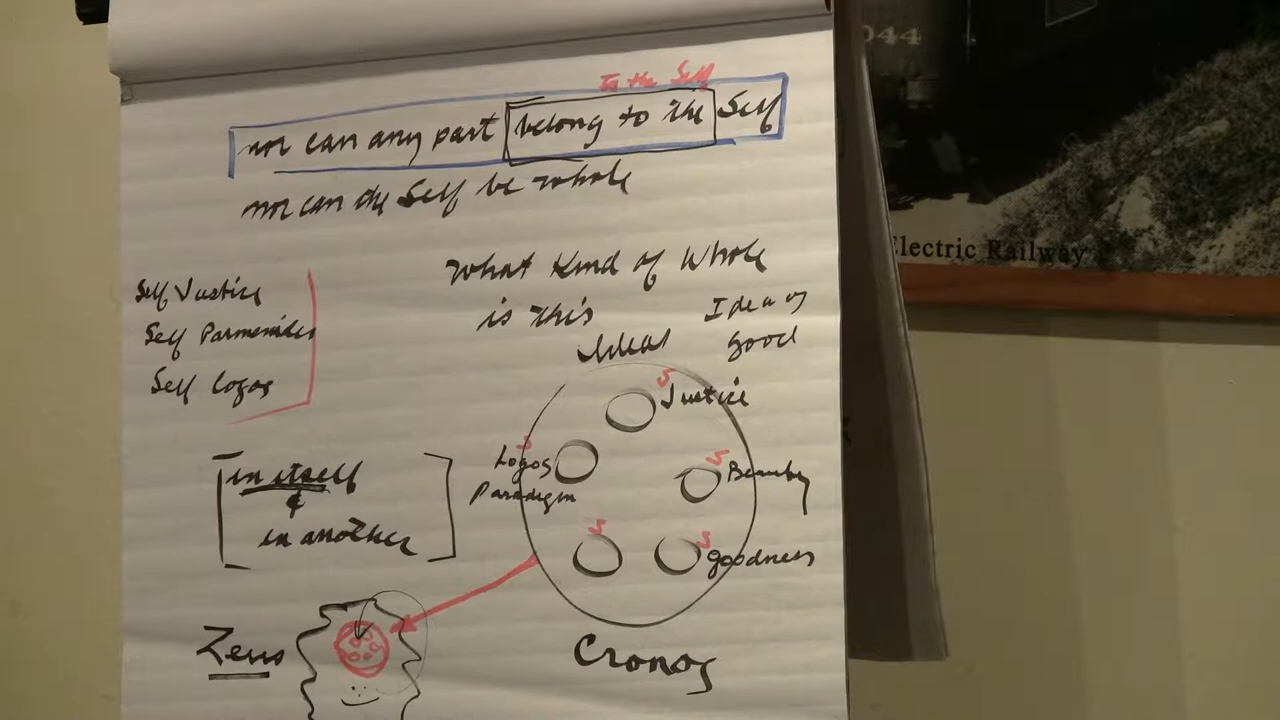 To the Self
nor can any part belong to the Self
nor can the Self be whole
What Kind of Whole
is this
Self Justice
Self Parmenides
Self Logos
Ideas
Idea of
good
s
Justice
s
Logos
Paradigm
s
Beauty
s
s
goodness
in itself
&
in another
Zeus
Cronos
044
Electric Railway